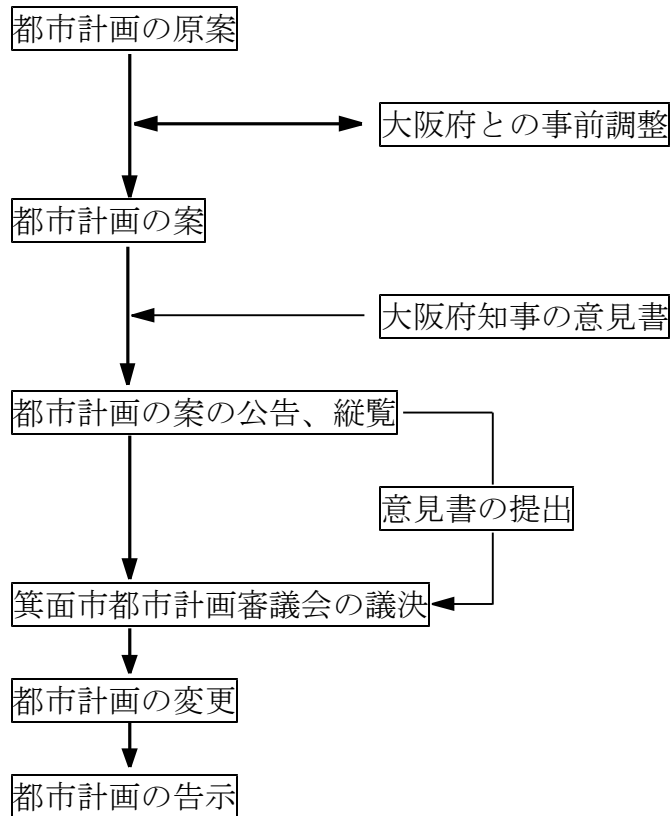 都市計画の原案
大阪府との事前調整
都市計画の案
大阪府知事の意見書
都市計画の案の公告、縦覧
意見書の提出
箕面市都市計画審議会の議決
都市計画の変更
都市計画の告示